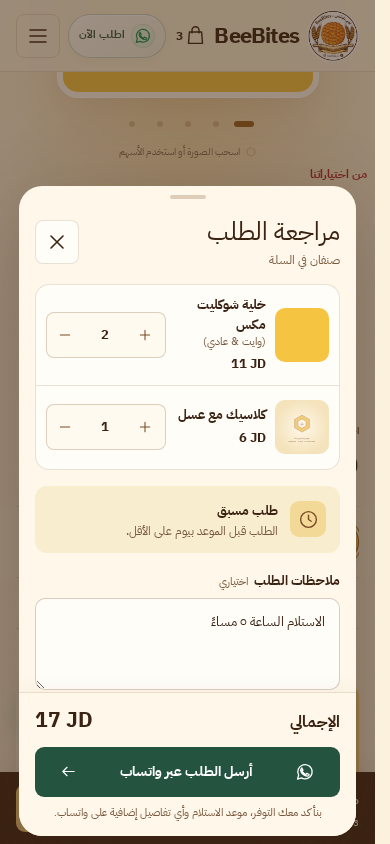 BeeBites
3
اطلب الآن
اسحب الصورة أو استخدم الأسهم
من اختياراتنا
مراجعة الطلب
صنفان في السلة
خلية شوكليت
مكس
(وايت & دارك)
11 JD
2
كلاسيك مع عسل
6 JD
1
طلب مسبق
الطلب قبل الموعد بيوم على الأقل.
ملاحظات الطلب اختياري
الاستلام الساعة ٥ مساءً
الإجمالي
17 JD
أرسل الطلب عبر واتساب
بنأكد معك التوفر، موعد الاستلام وأي تفاصيل إضافية على واتساب.